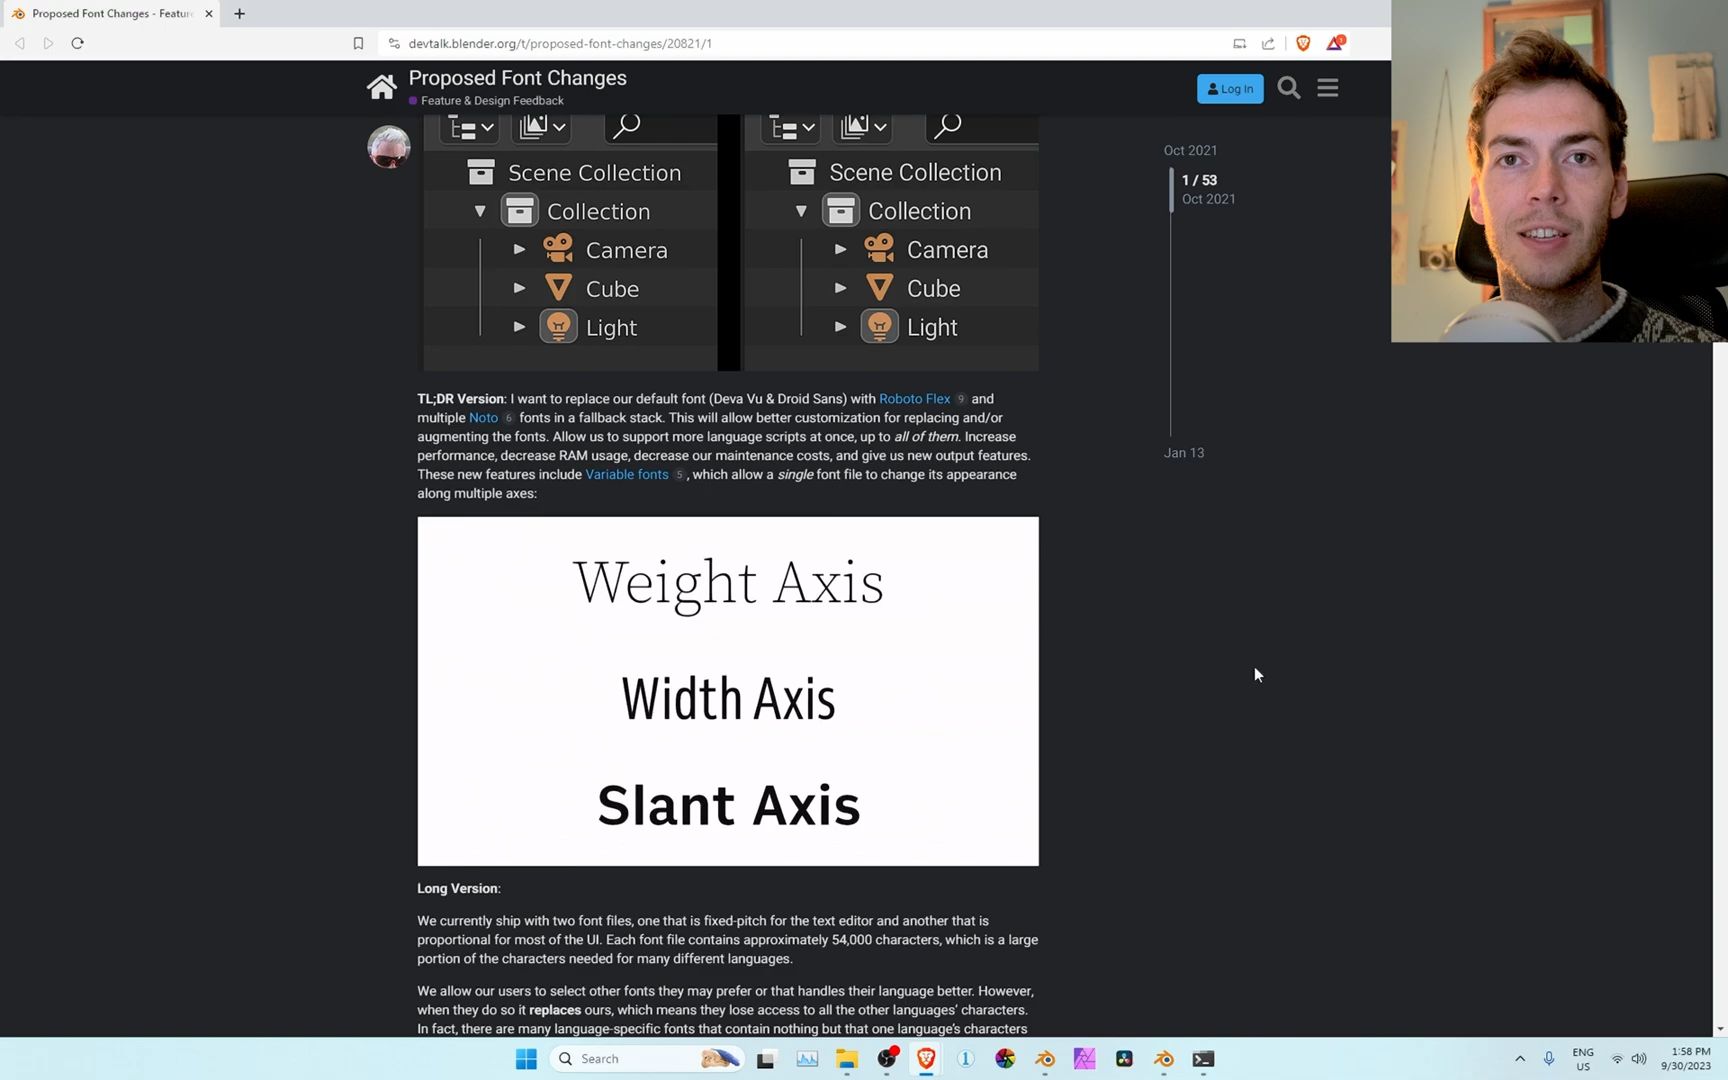 Proposed Font Changes - Featur
devtalk.blender.org/t/proposed-font-changes/20821/1
1
Proposed Font Changes
Feature & Design Feedback
Log In
Scene Collection
Collection
Camera
Cube
Light
Scene Collection
Collection
Camera
Cube
Light
Oct 2021
1 / 53
Oct 2021
Jan 13
TL;DR Version: I want to replace our default font (Deva Vu & Droid Sans) with Roboto Flex 9 and
multiple Noto 6 fonts in a fallback stack. This will allow better customization for replacing and/or
augmenting the fonts. Allow us to support more language scripts at once, up to all of them. Increase
performance, decrease RAM usage, decrease our maintenance costs, and give us new output features.
These new features include Variable fonts 5, which allow a single font file to change its appearance
along multiple axes:
Weight Axis
Width Axis
Slant Axis
Long Version:
We currently ship with two font files, one that is fixed-pitch for the text editor and another that is
proportional for most of the UI. Each font file contains approximately 54,000 characters, which is a large
portion of the characters needed for many different languages.
We allow our users to select other fonts they may prefer or that handles their language better. However,
when they do so it replaces ours, which means they lose access to all the other languages' characters.
In fact, there are many language-specific fonts that contain nothing but that one language's characters
Search
ENG
US
1:58 PM
9/30/2023